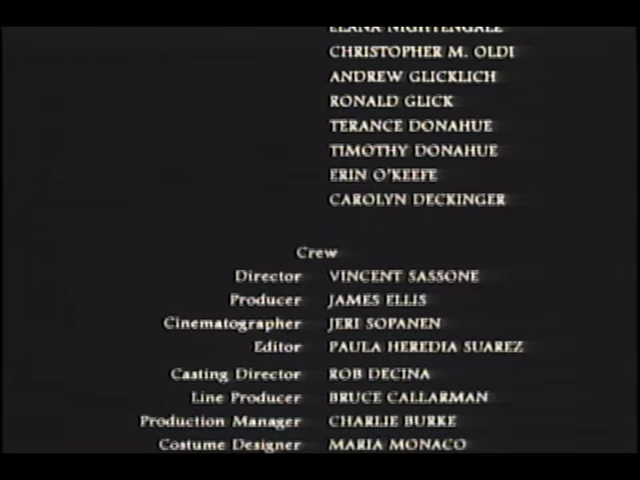 ELANA NIGHTENGALE
CHRISTOPHER M. OLDI
ANDREW GLICKLICH
RONALD GLICK
TERANCE DONAHUE
TIMOTHY DONAHUE
ERIN O'KEEFE
CAROLYN DECKINGER
Crew
Director VINCENT SASSONE
Producer JAMES ELLIS
Cinematographer JERI SOPANEN
Editor PAULA HEREDIA SUAREZ
Casting Director ROB DECINA
Line Producer BRUCE CALLARMAN
Production Manager CHARLIE BURKE
Costume Designer MARIA MONACO